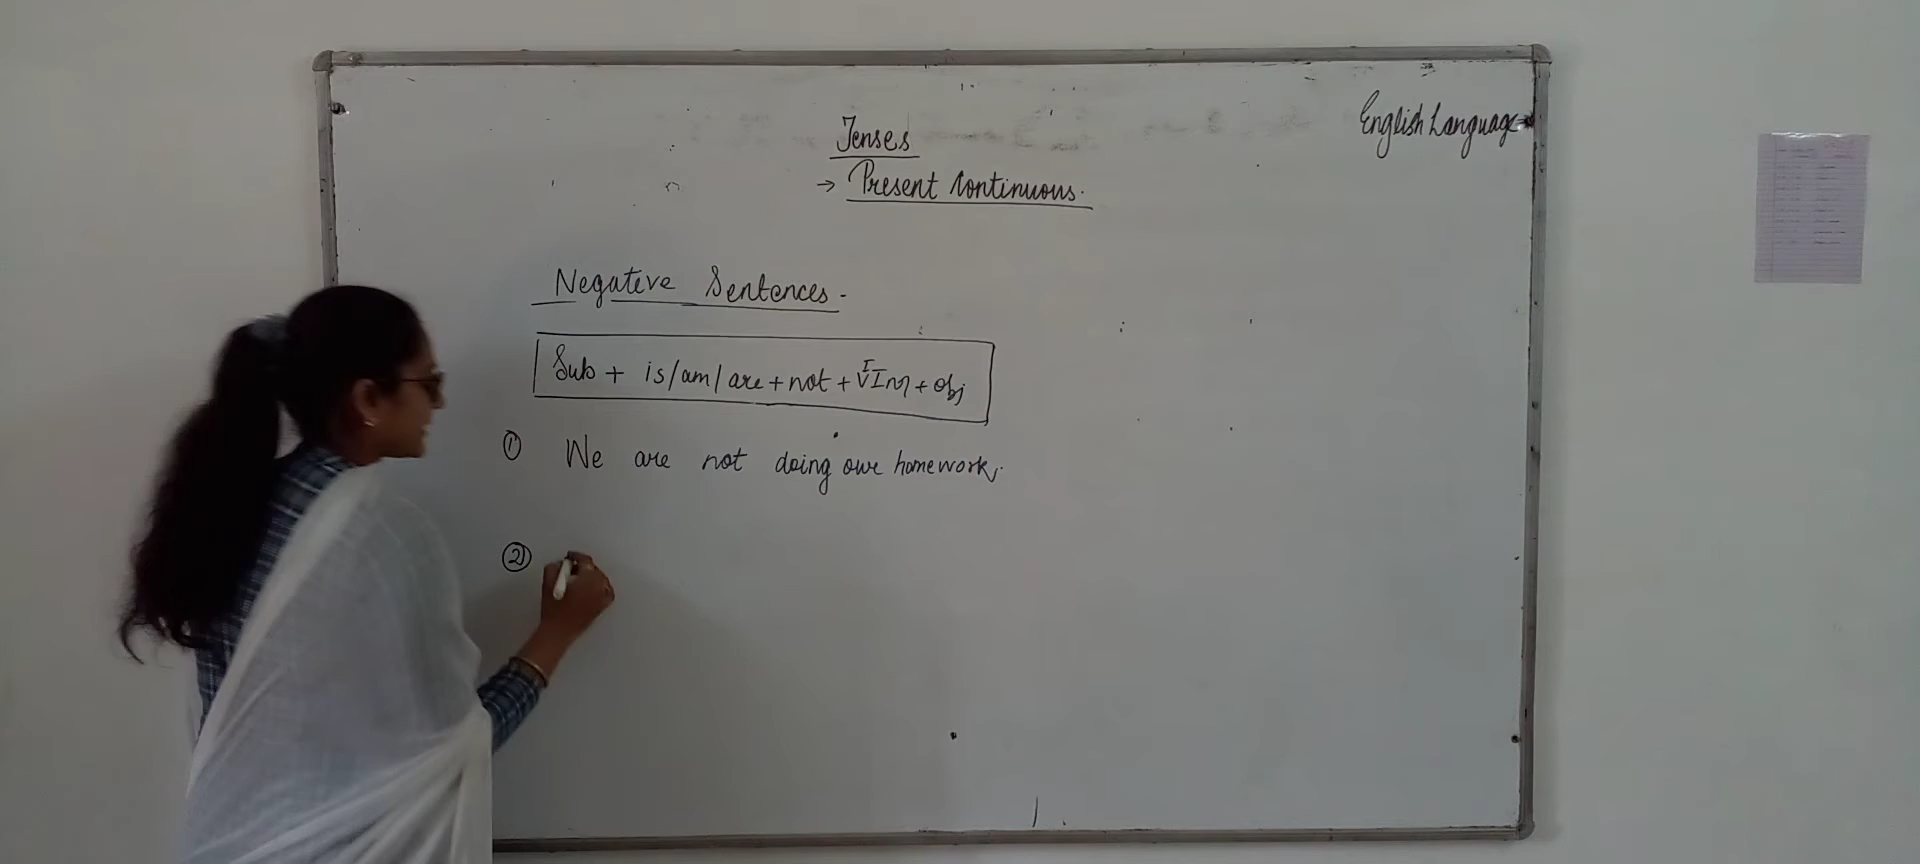 English Language
Tenses
→ Present Continuous.
Negative Sentences.
Sub + is/am/are + not + VI Ing + obj
① We are not doing our homework.
②